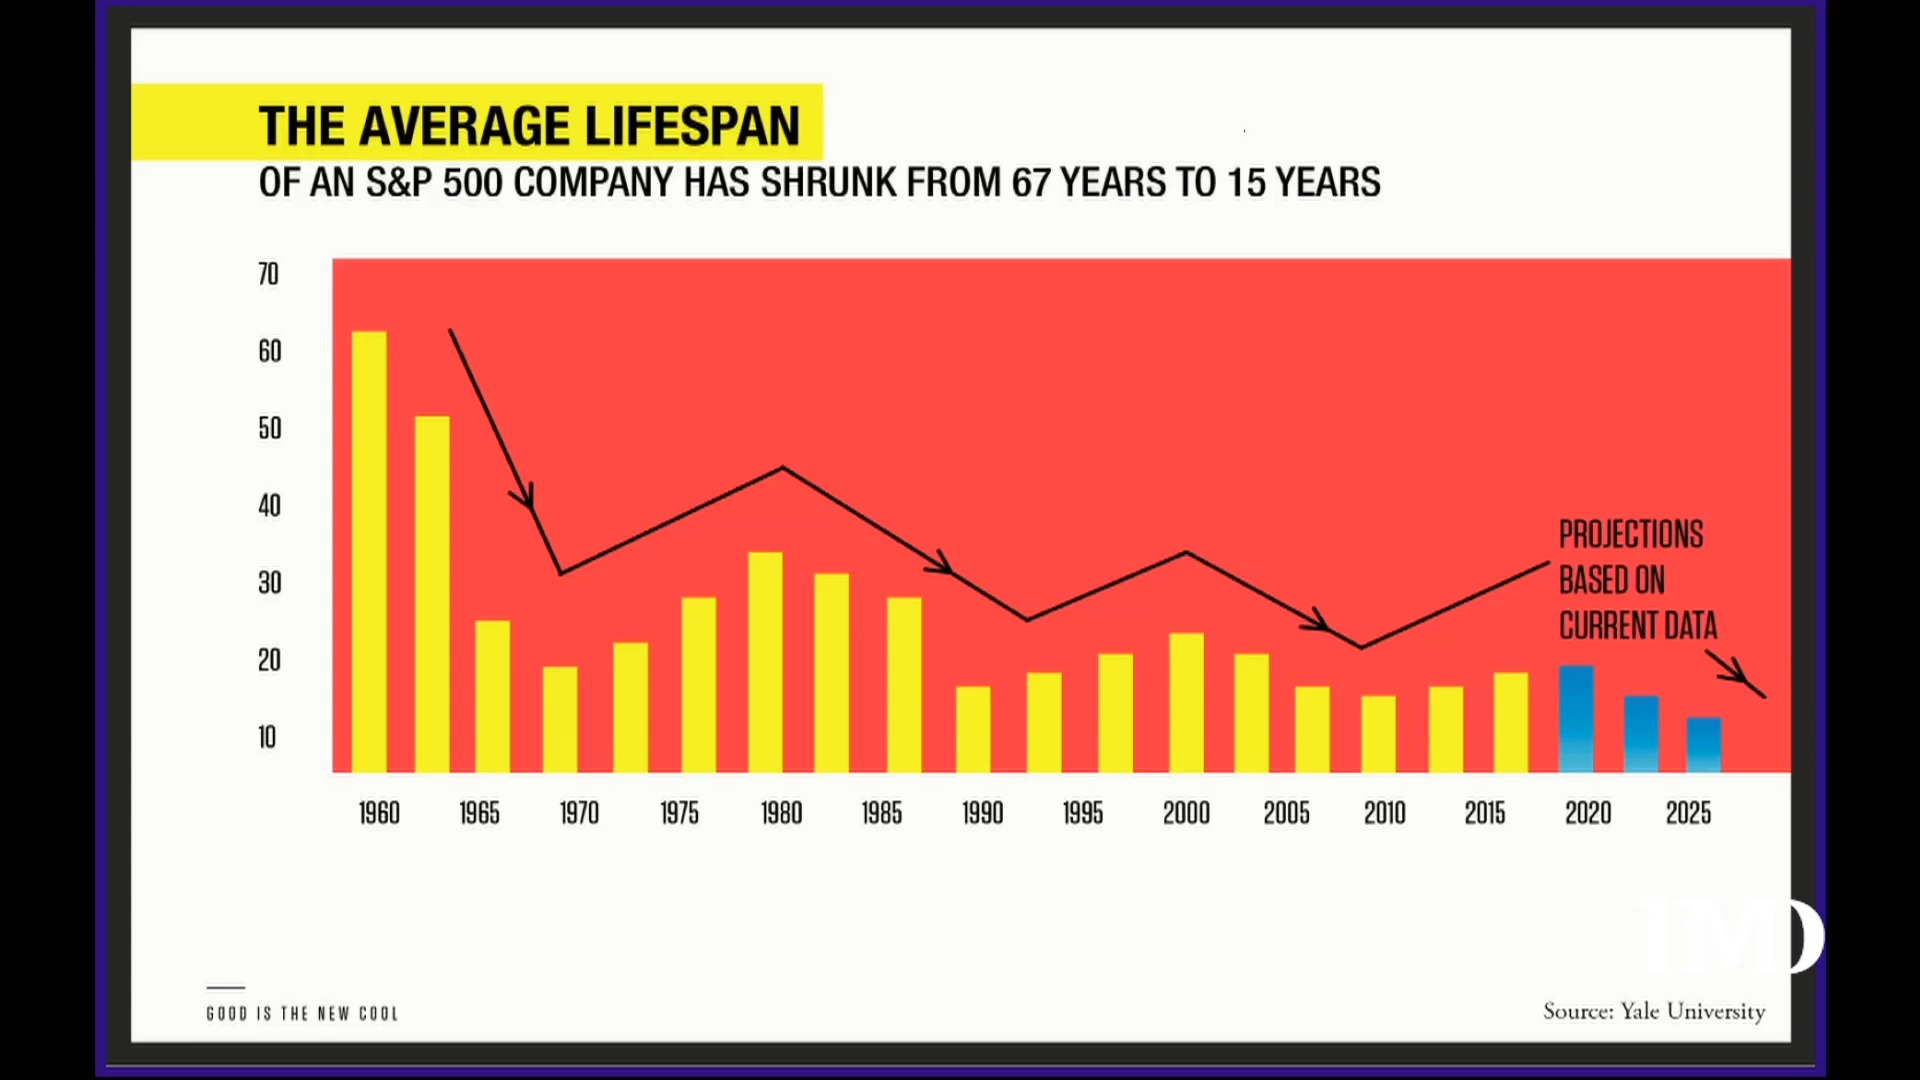 THE AVERAGE LIFESPAN
OF AN S&P 500 COMPANY HAS SHRUNK FROM 67 YEARS TO 15 YEARS
70
60
50
40
30
20
10
PROJECTIONS
BASED ON
CURRENT DATA
1960 1965 1970 1975 1980 1985 1990 1995 2000 2005 2010 2015 2020 2025
IMD
GOOD IS THE NEW COOL
Source: Yale University